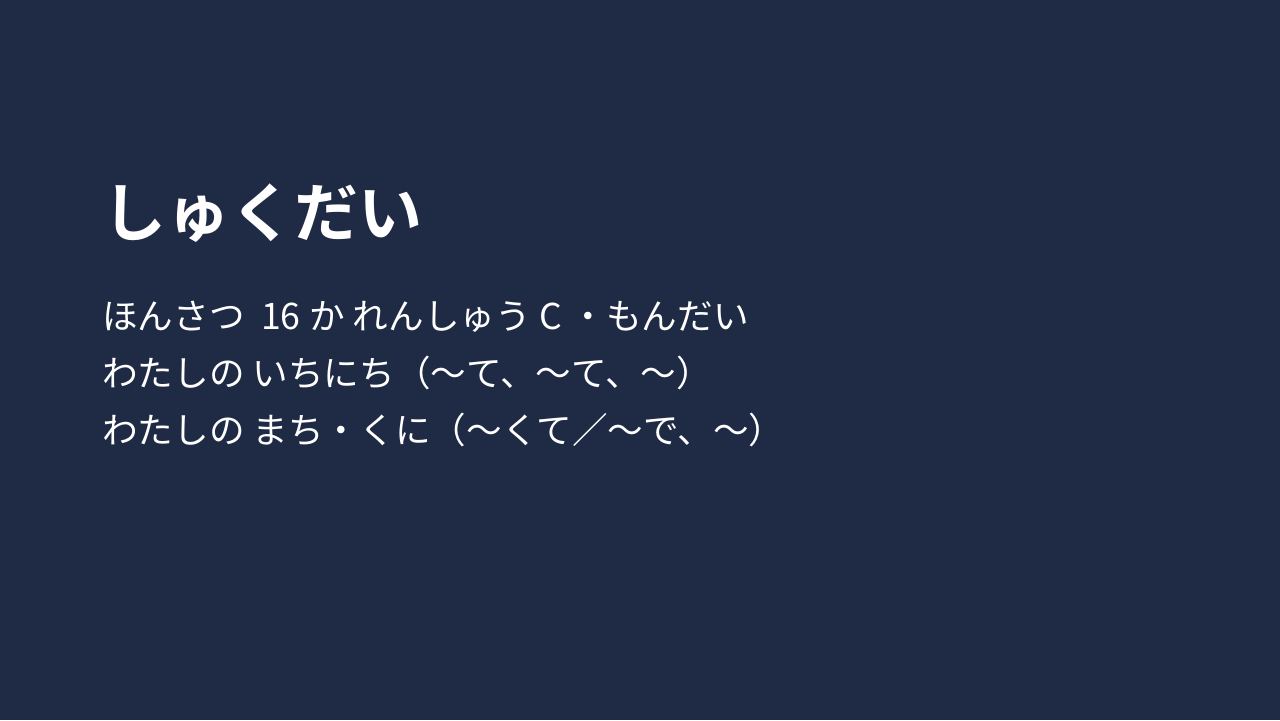 しゅくだい
ほんさつ 16 か れんしゅう C ・もんだい
わたしの いちにち（〜て、〜て、〜）
わたしの まち・くに（〜くて／〜で、〜）